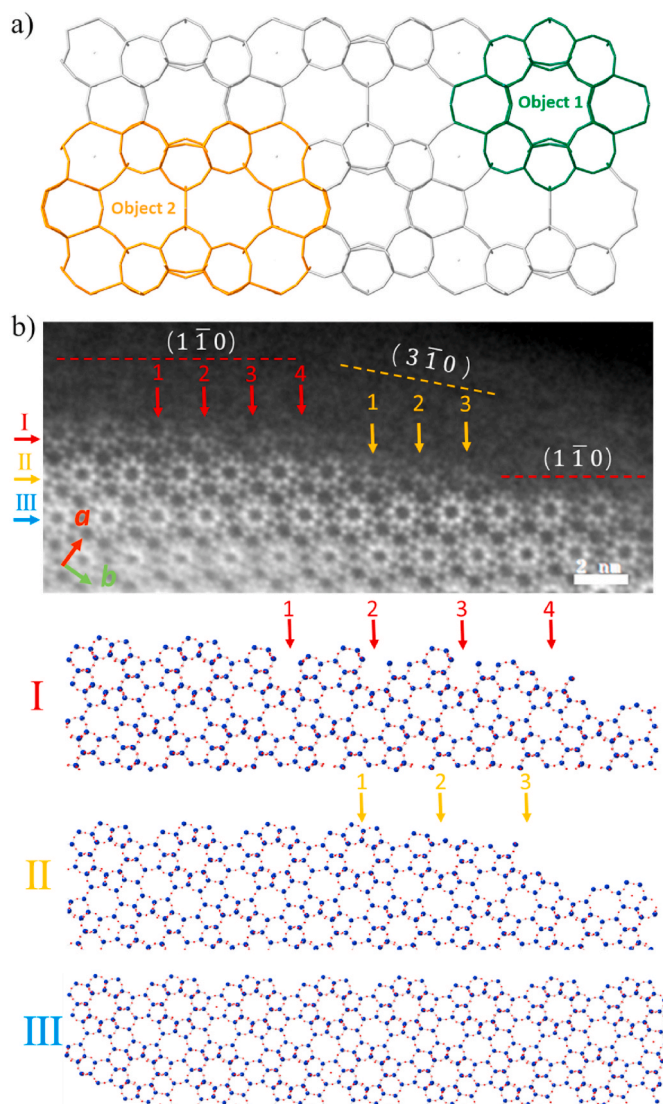 a)
Object 1
Object 2
b)
(1 1̅ 0)
(3 1̅ 0)
1 2 3 4
1 2 3
(1 1̅ 0)
I
II
III
a
b
2 nm
1 2 3 4
I
1 2 3
II
III